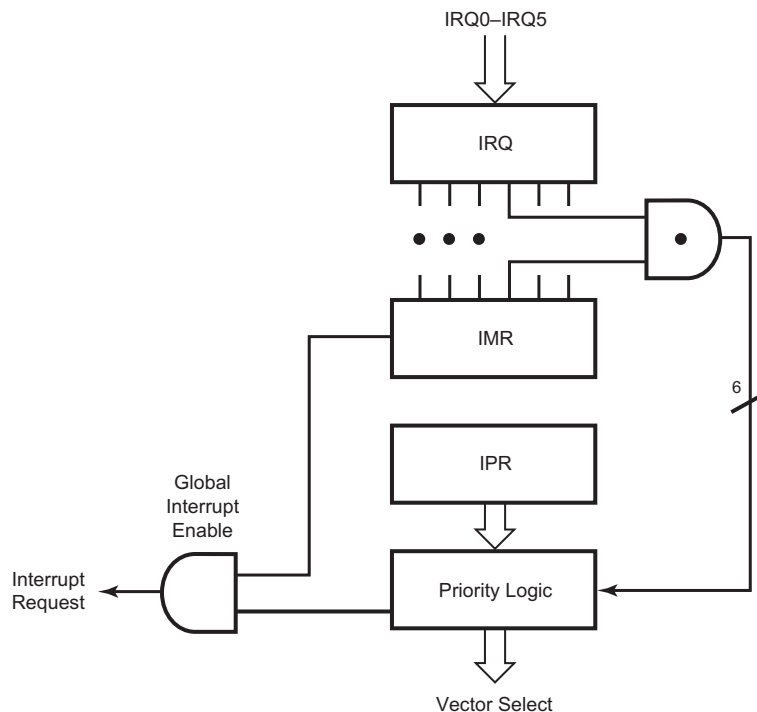 IRQ0–IRQ5
IRQ
IMR
6
IPR
Global
Interrupt
Enable
Interrupt
Request
Priority Logic
Vector Select